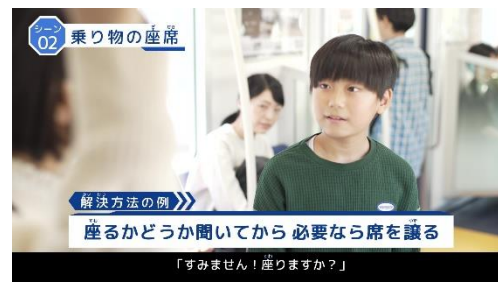 シーン
02
乗り物の座席
解決方法の例
座るかどうか聞いてから 必要なら席を譲る
「すみません!座りますか?」